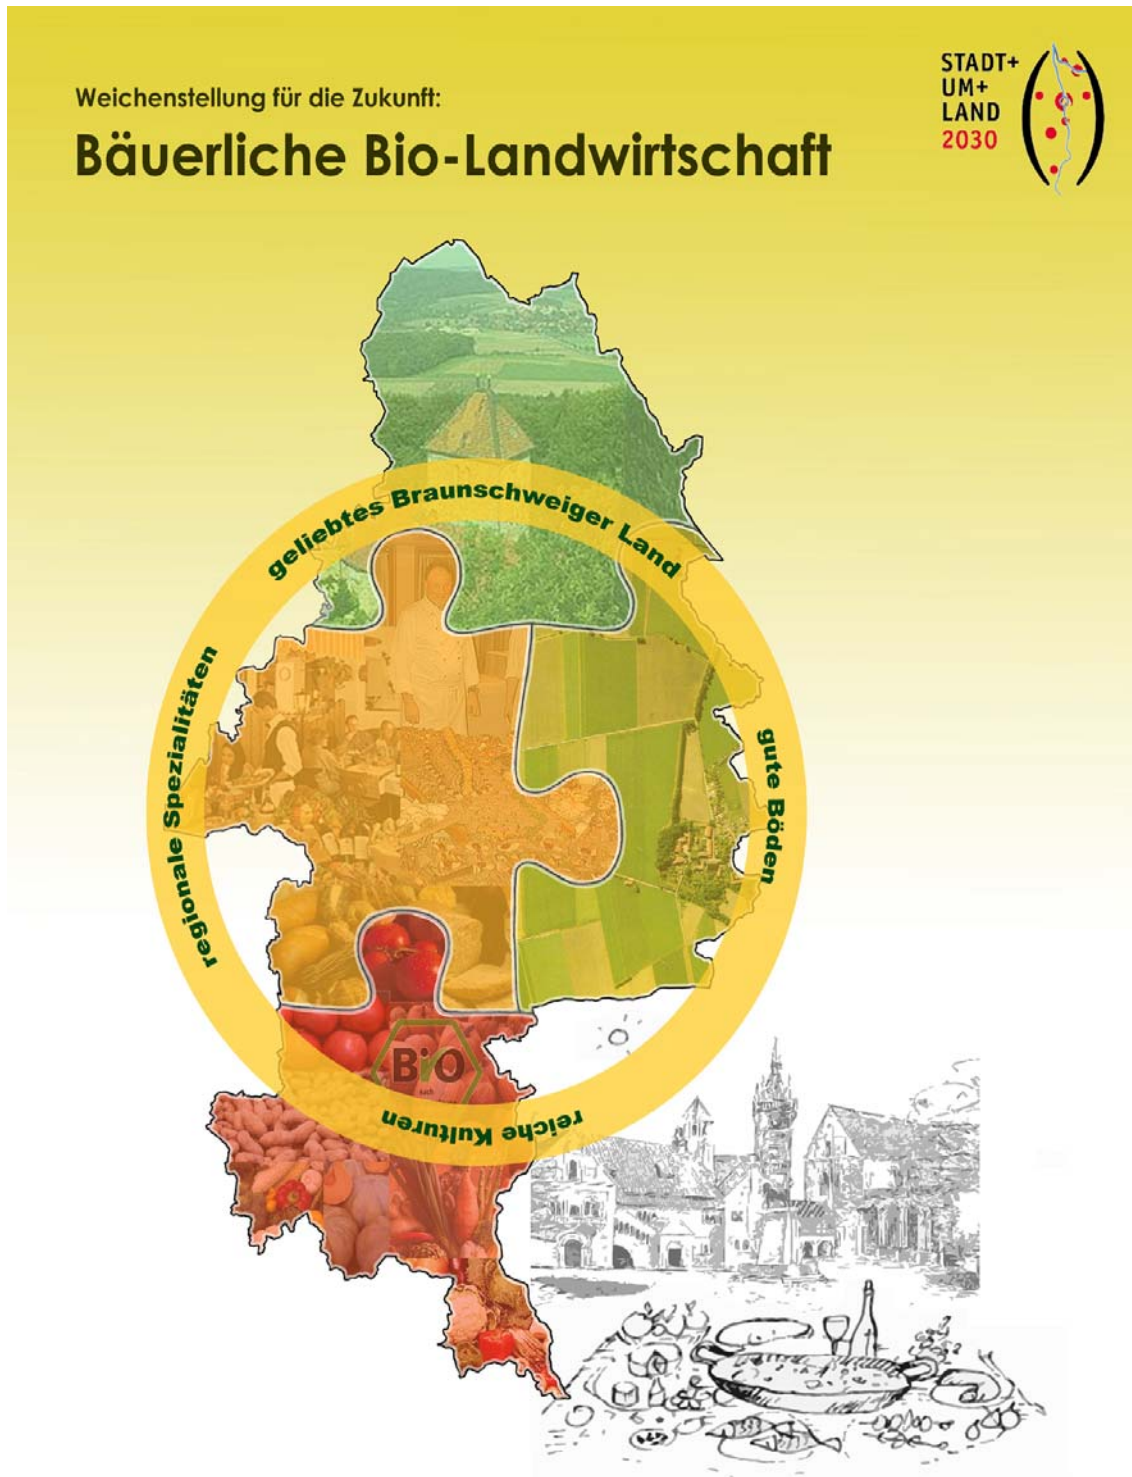 Weichenstellung für die Zukunft:
Bäuerliche Bio-Landwirtschaft
STADT+
UM+
LAND
2030
geliebtes Braunschweiger Land
regionale Spezialitäten
gute Böden
BiO
reiche Kulturen